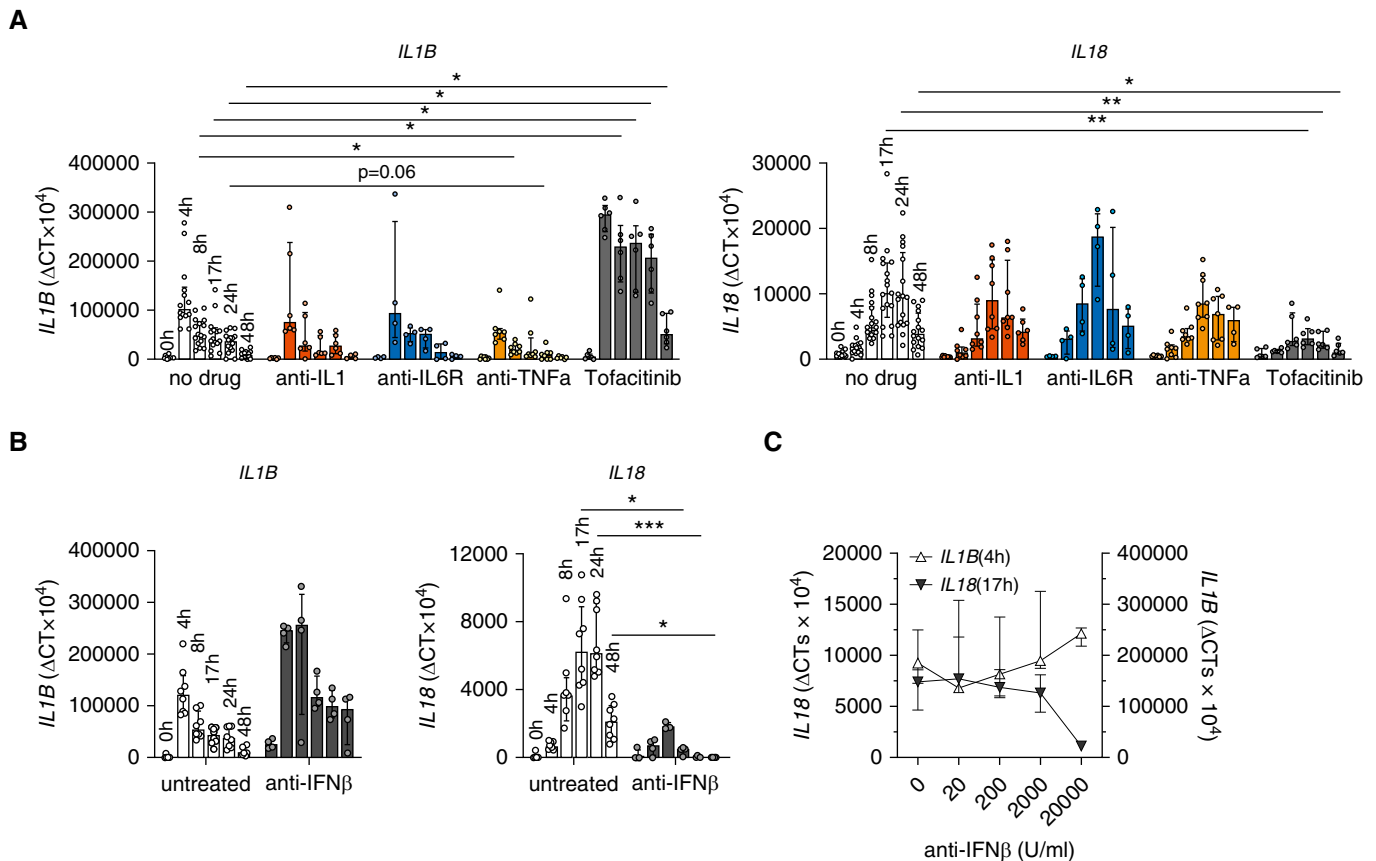 A
IL1B
IL18
*
*
*
*
*
p=0.06
*
**
**
IL1B (ΔCT×10⁴)
400000
300000
200000
100000
0
0h
4h
8h
17h
24h
48h
no drug
anti-IL1
anti-IL6R
anti-TNFa
Tofacitinib
IL18 (ΔCT×10⁴)
30000
20000
10000
0
0h
4h
8h
17h
24h
48h
no drug
anti-IL1
anti-IL6R
anti-TNFa
Tofacitinib
B
IL1B
IL1B (ΔCT×10⁴)
400000
300000
200000
100000
0
0h
4h
8h
17h
24h
48h
untreated
anti-IFNβ
IL18
*
***
*
IL18 (ΔCT×10⁴)
12000
8000
4000
0
0h
4h
8h
17h
24h
48h
untreated
anti-IFNβ
C
IL1B(4h)
IL18(17h)
IL18 (ΔCTs × 10⁴)
20000
15000
10000
5000
0
400000
300000
200000
100000
0
IL1B (ΔCTs × 10⁴)
0
20
200
2000
20000
anti-IFNβ (U/ml)